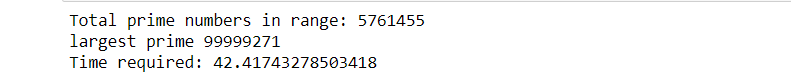 Total prime numbers in range: 5761455
largest prime 99999271
Time required: 42.41743278503418